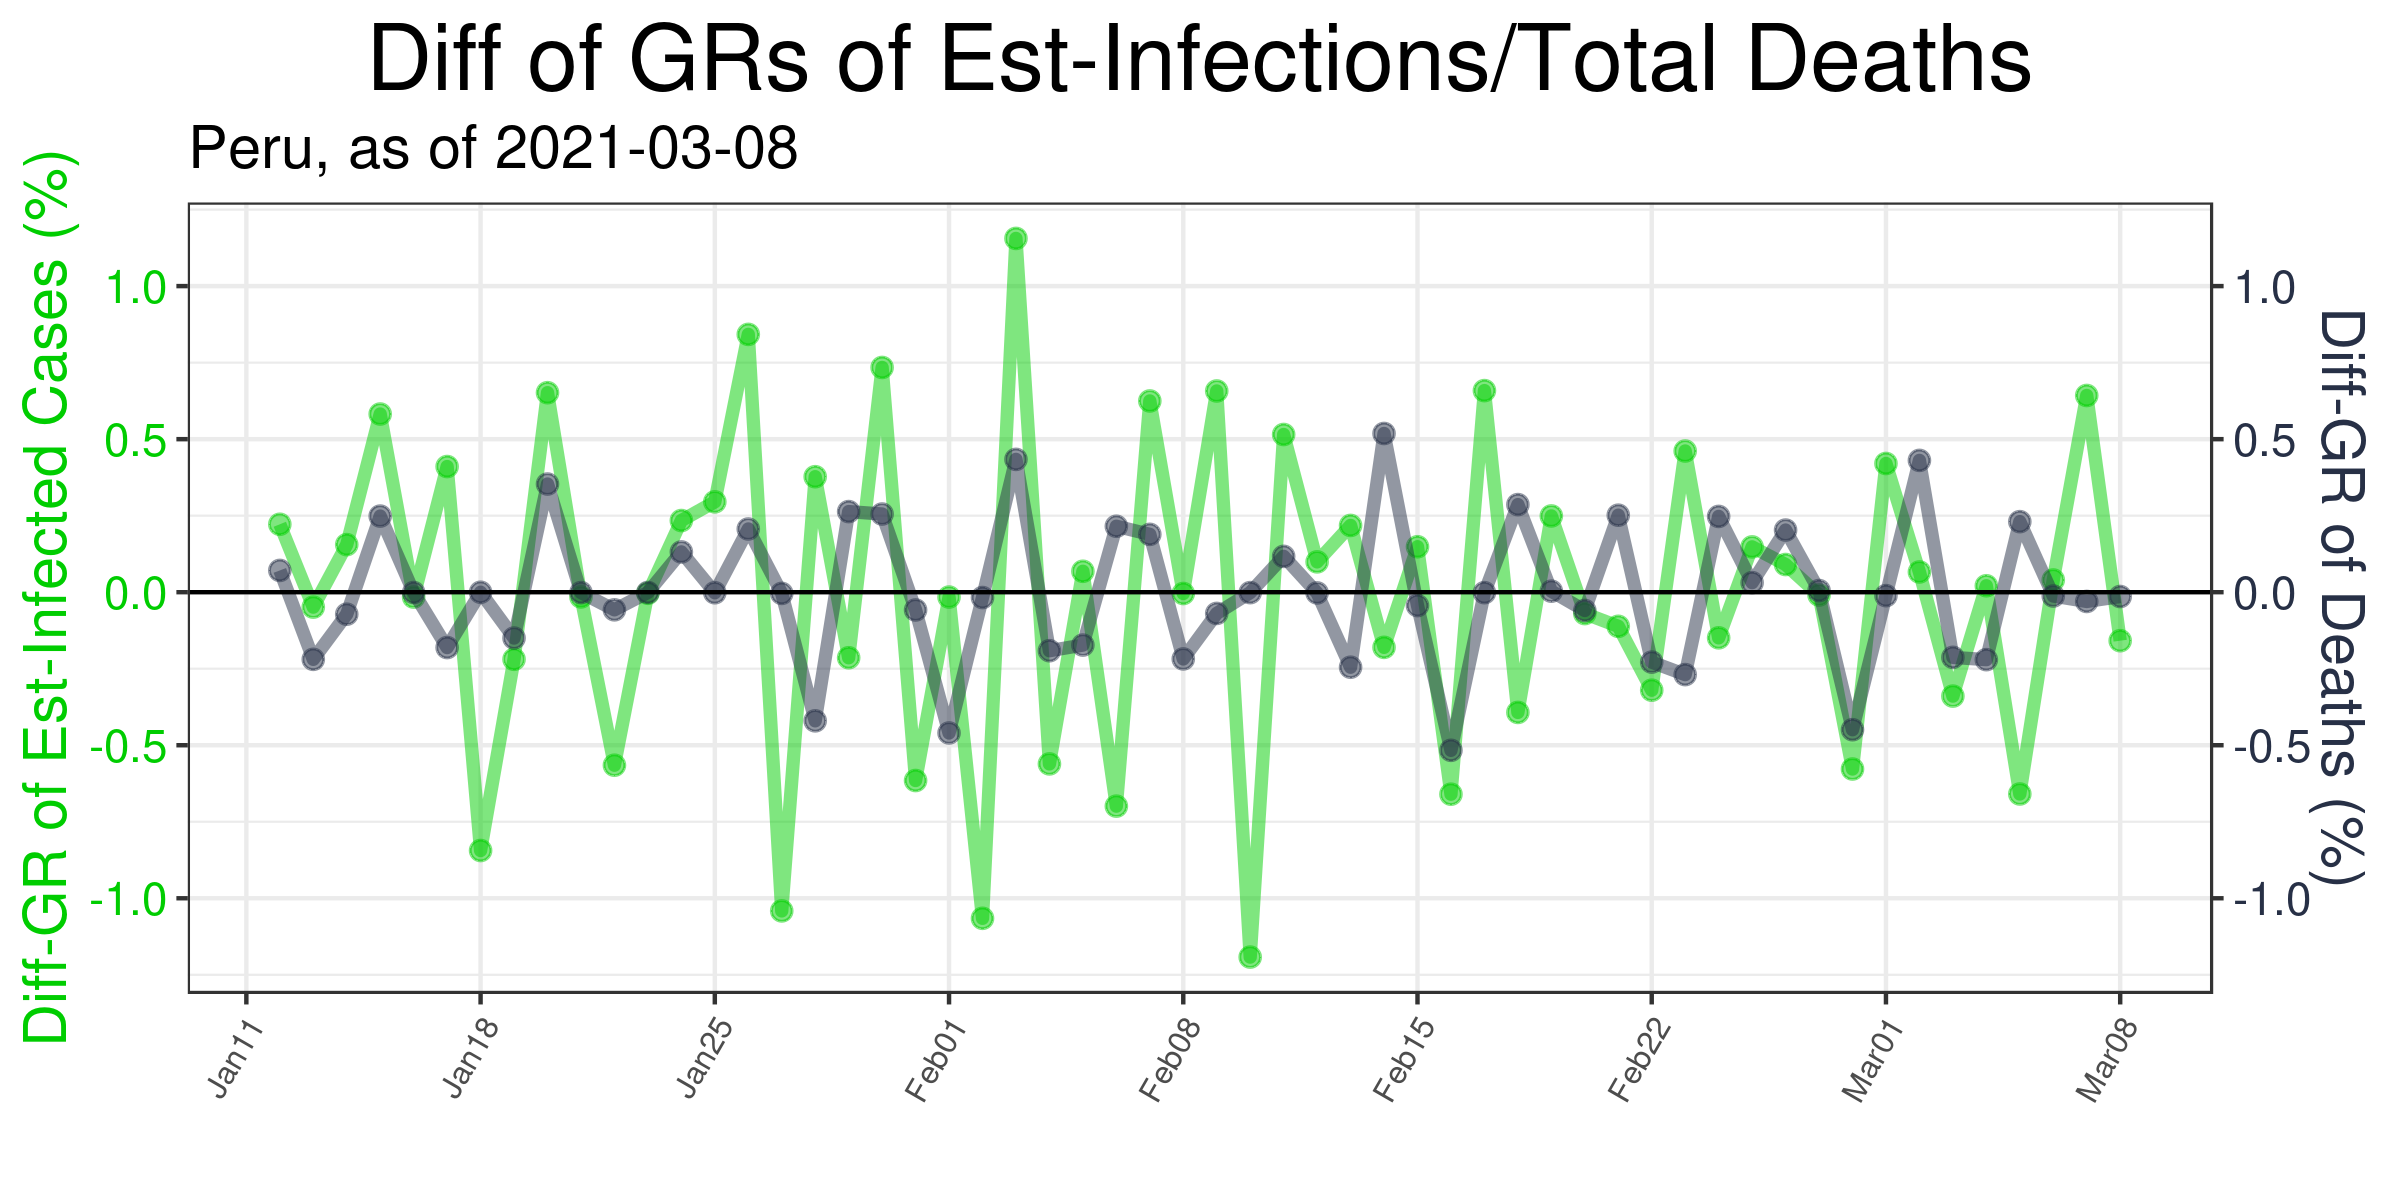 Diff of GRs of Est-Infections/Total Deaths
Peru, as of 2021-03-08
Diff-GR of Est-Infected Cases (%)
1.0
0.5
0.0
-0.5
-1.0
1.0
0.5
0.0
-0.5
-1.0
Diff-GR of Deaths (%)
Jan11
Jan18
Jan25
Feb01
Feb08
Feb15
Feb22
Mar01
Mar08